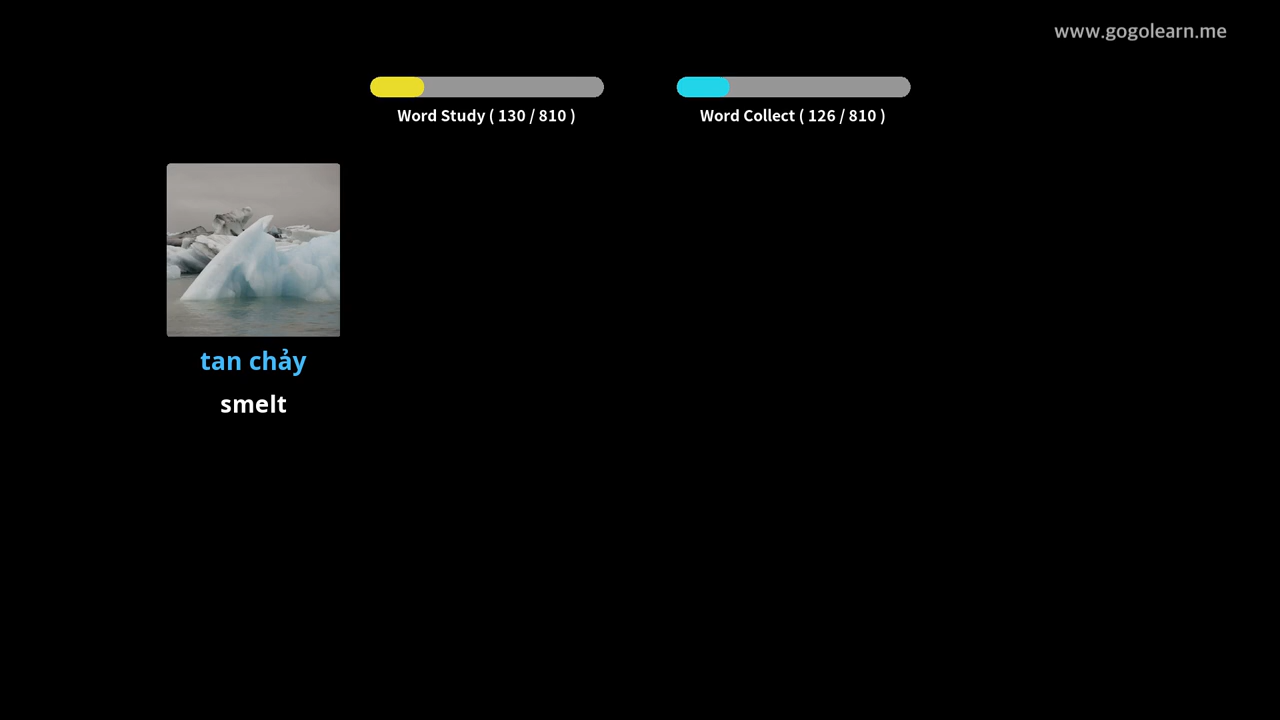 www.gogolearn.me
Word Study ( 130 / 810 )
Word Collect ( 126 / 810 )
tan chảy
smelt